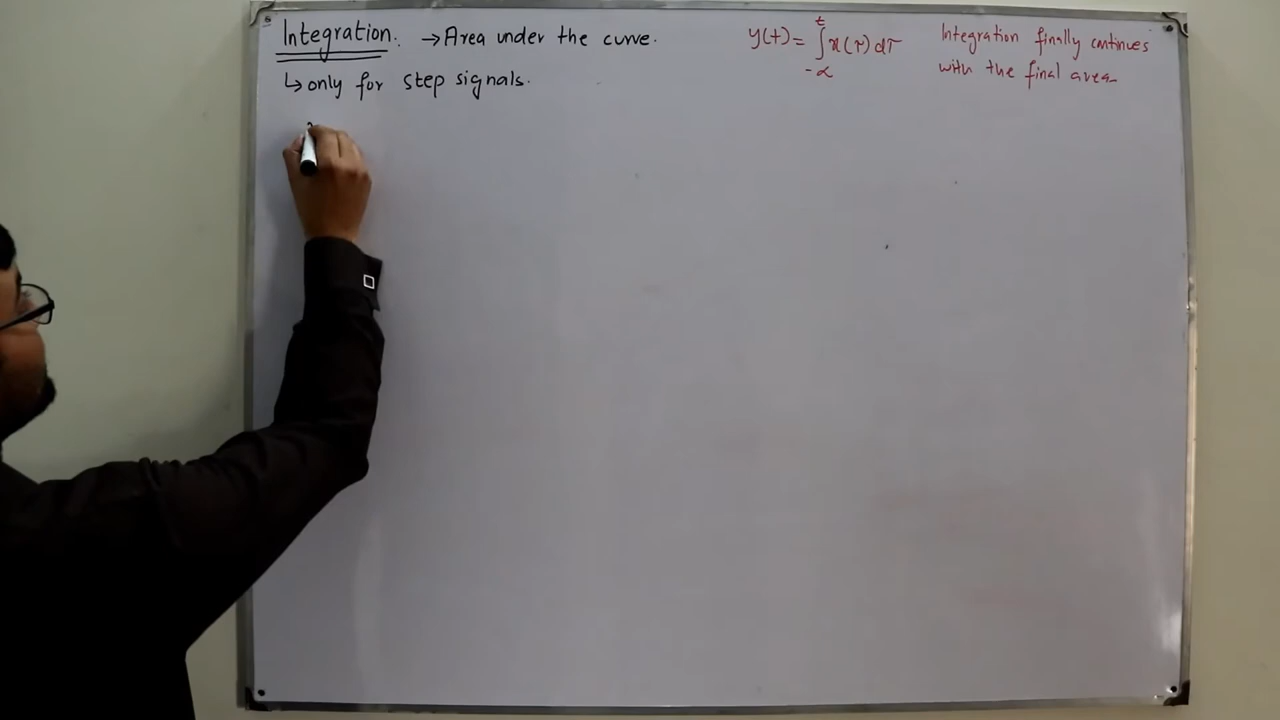 Integration. → Area under the curve.
↳ only for step signals.
y(t) = ∫_{-∝}^{t} x(τ) dτ
Integration finally continues
with the final area